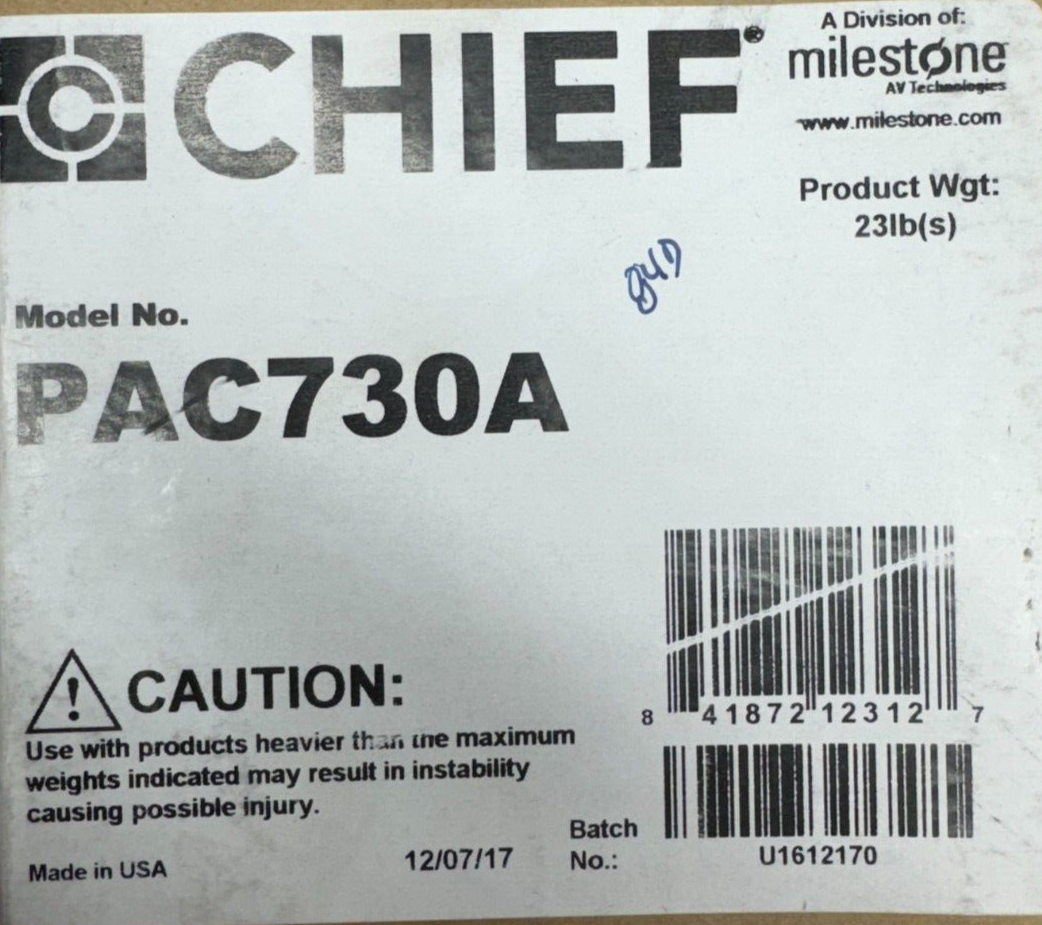 CHIEF®
A Division of:
milestone
AV Technologies
www.milestone.com
Product Wgt:
23lb(s)
Model No.
PAC730A
CAUTION:
Use with products heavier than the maximum
weights indicated may result in instability
causing possible injury.
8 41872 12312 7
Batch
No.:
U1612170
Made in USA
12/07/17